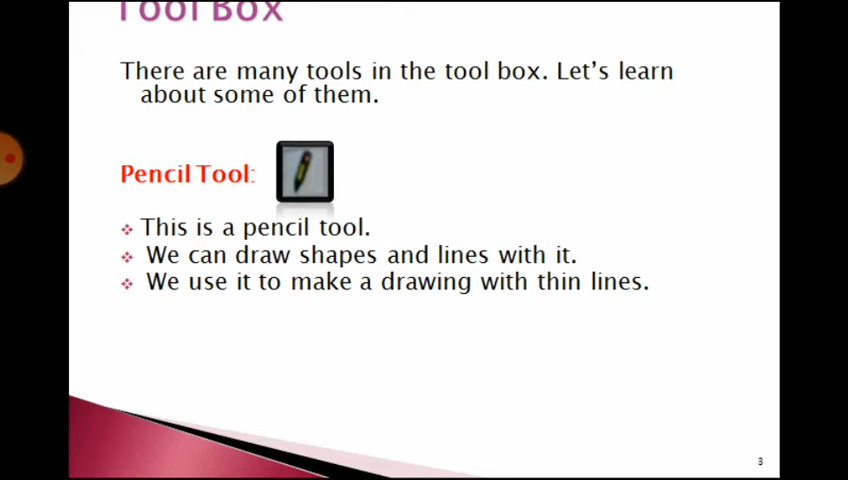 Tool Box
There are many tools in the tool box. Let's learn
about some of them.
Pencil Tool:
This is a pencil tool.
We can draw shapes and lines with it.
We use it to make a drawing with thin lines.
3